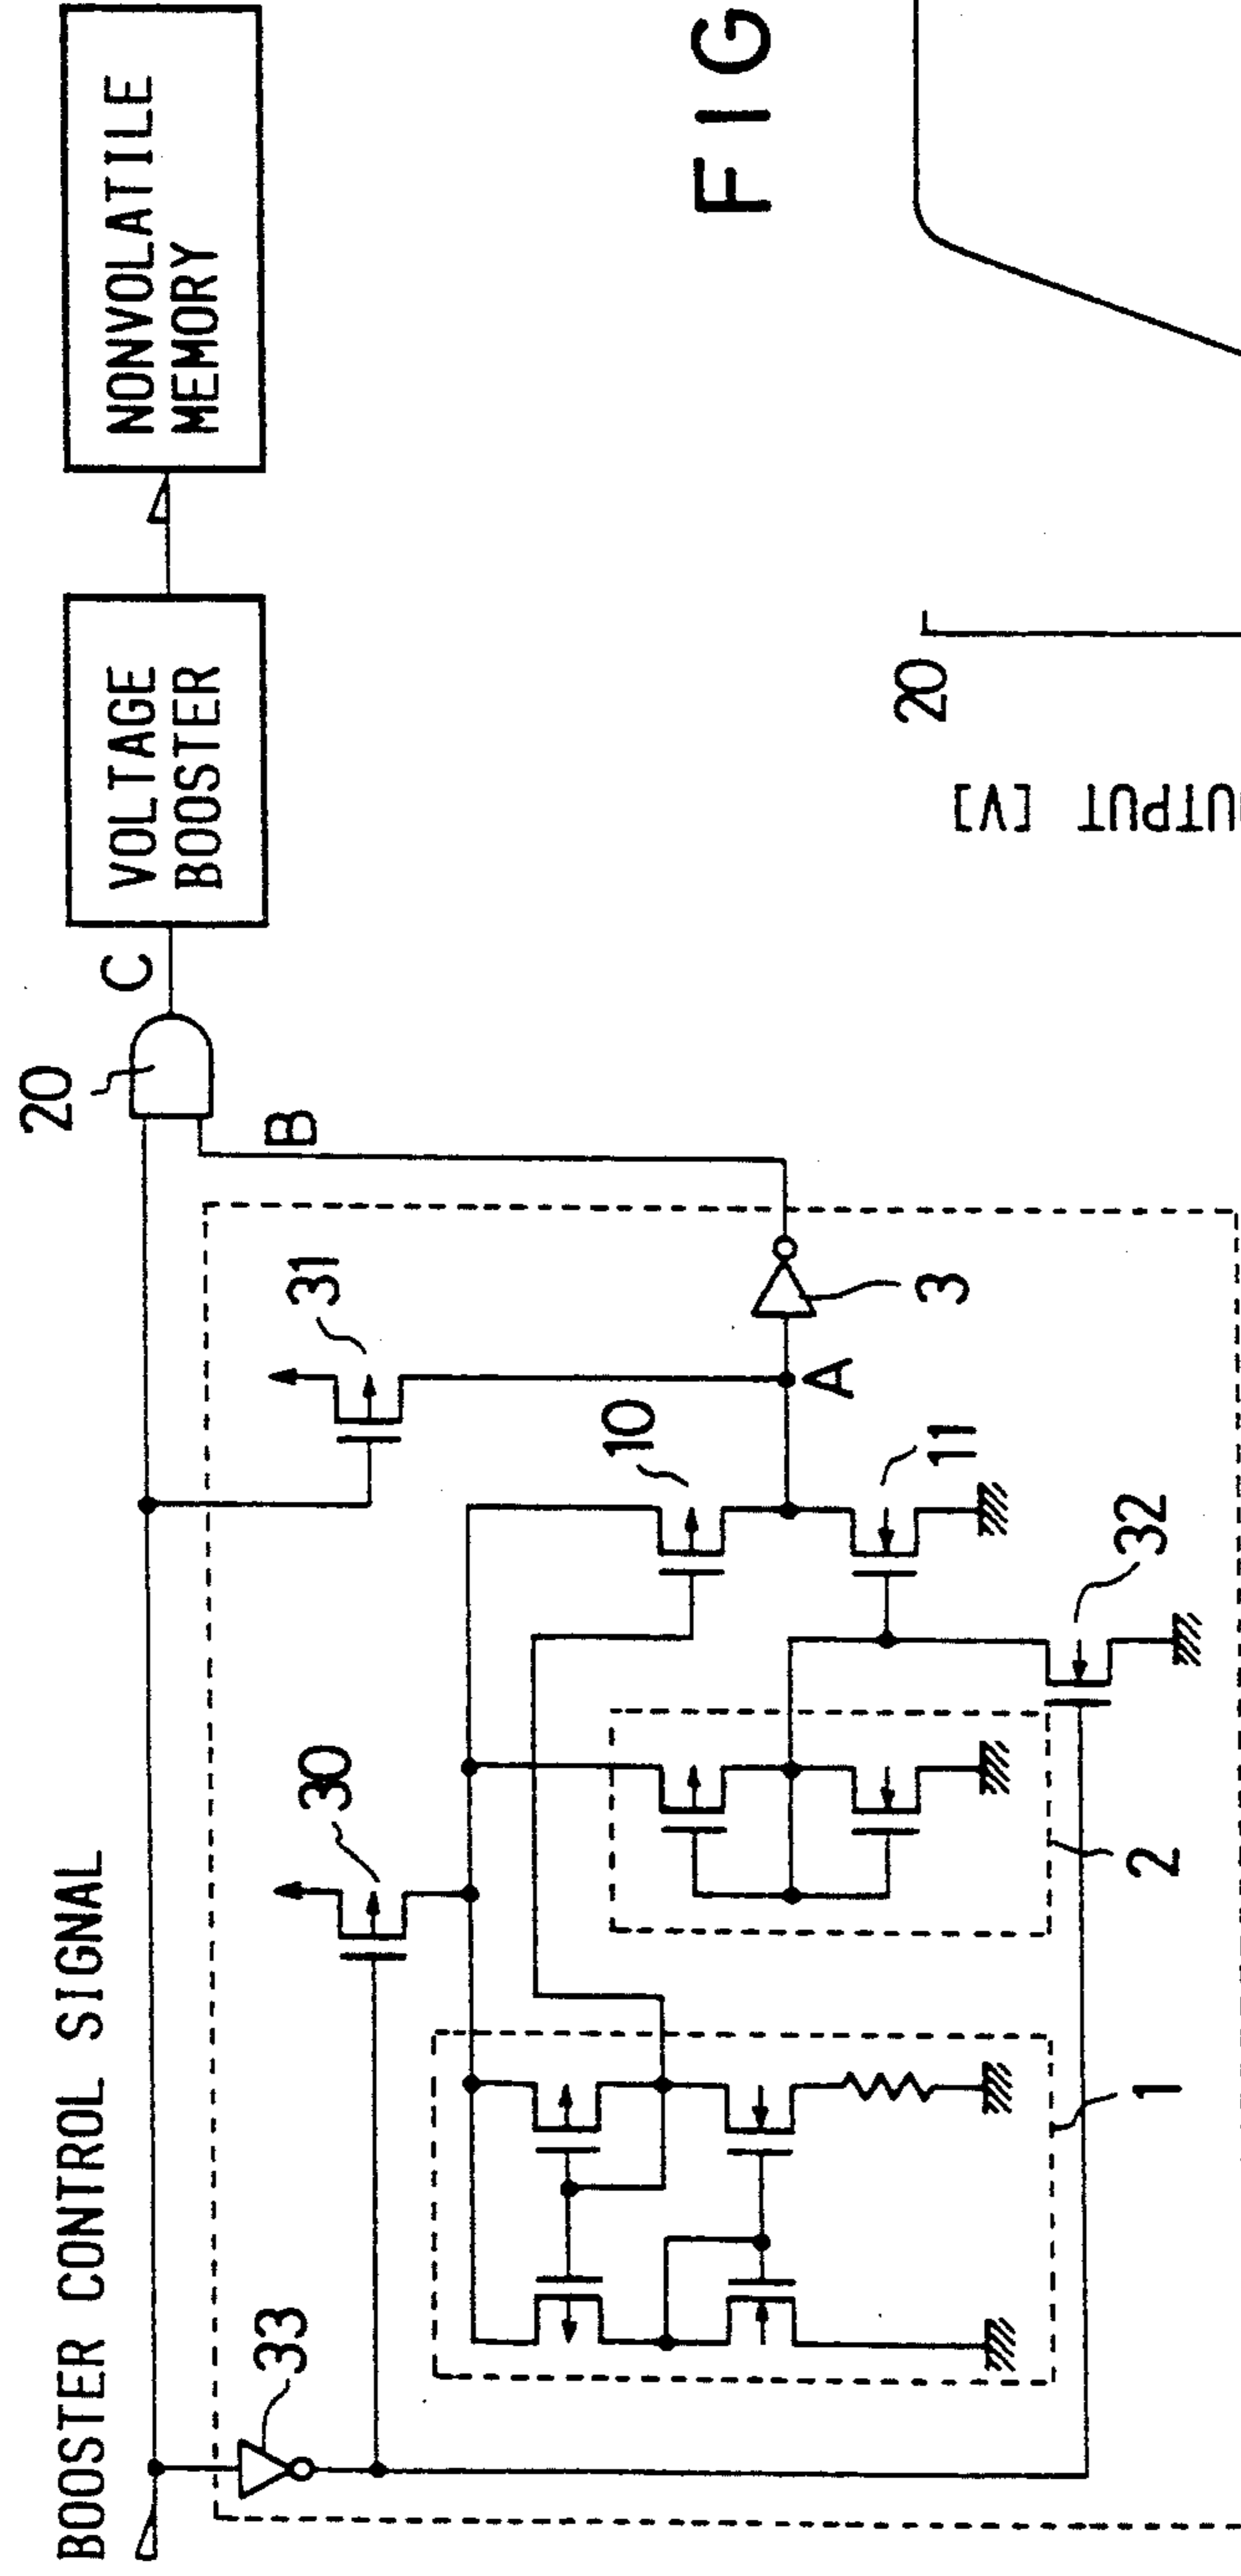 BOOSTER CONTROL SIGNAL
33
30
31
20
C
VOLTAGE
BOOSTER
NONVOLATILE
MEMORY
B
10
A
3
11
32
1
2
FIG
20
UTPUT [V]